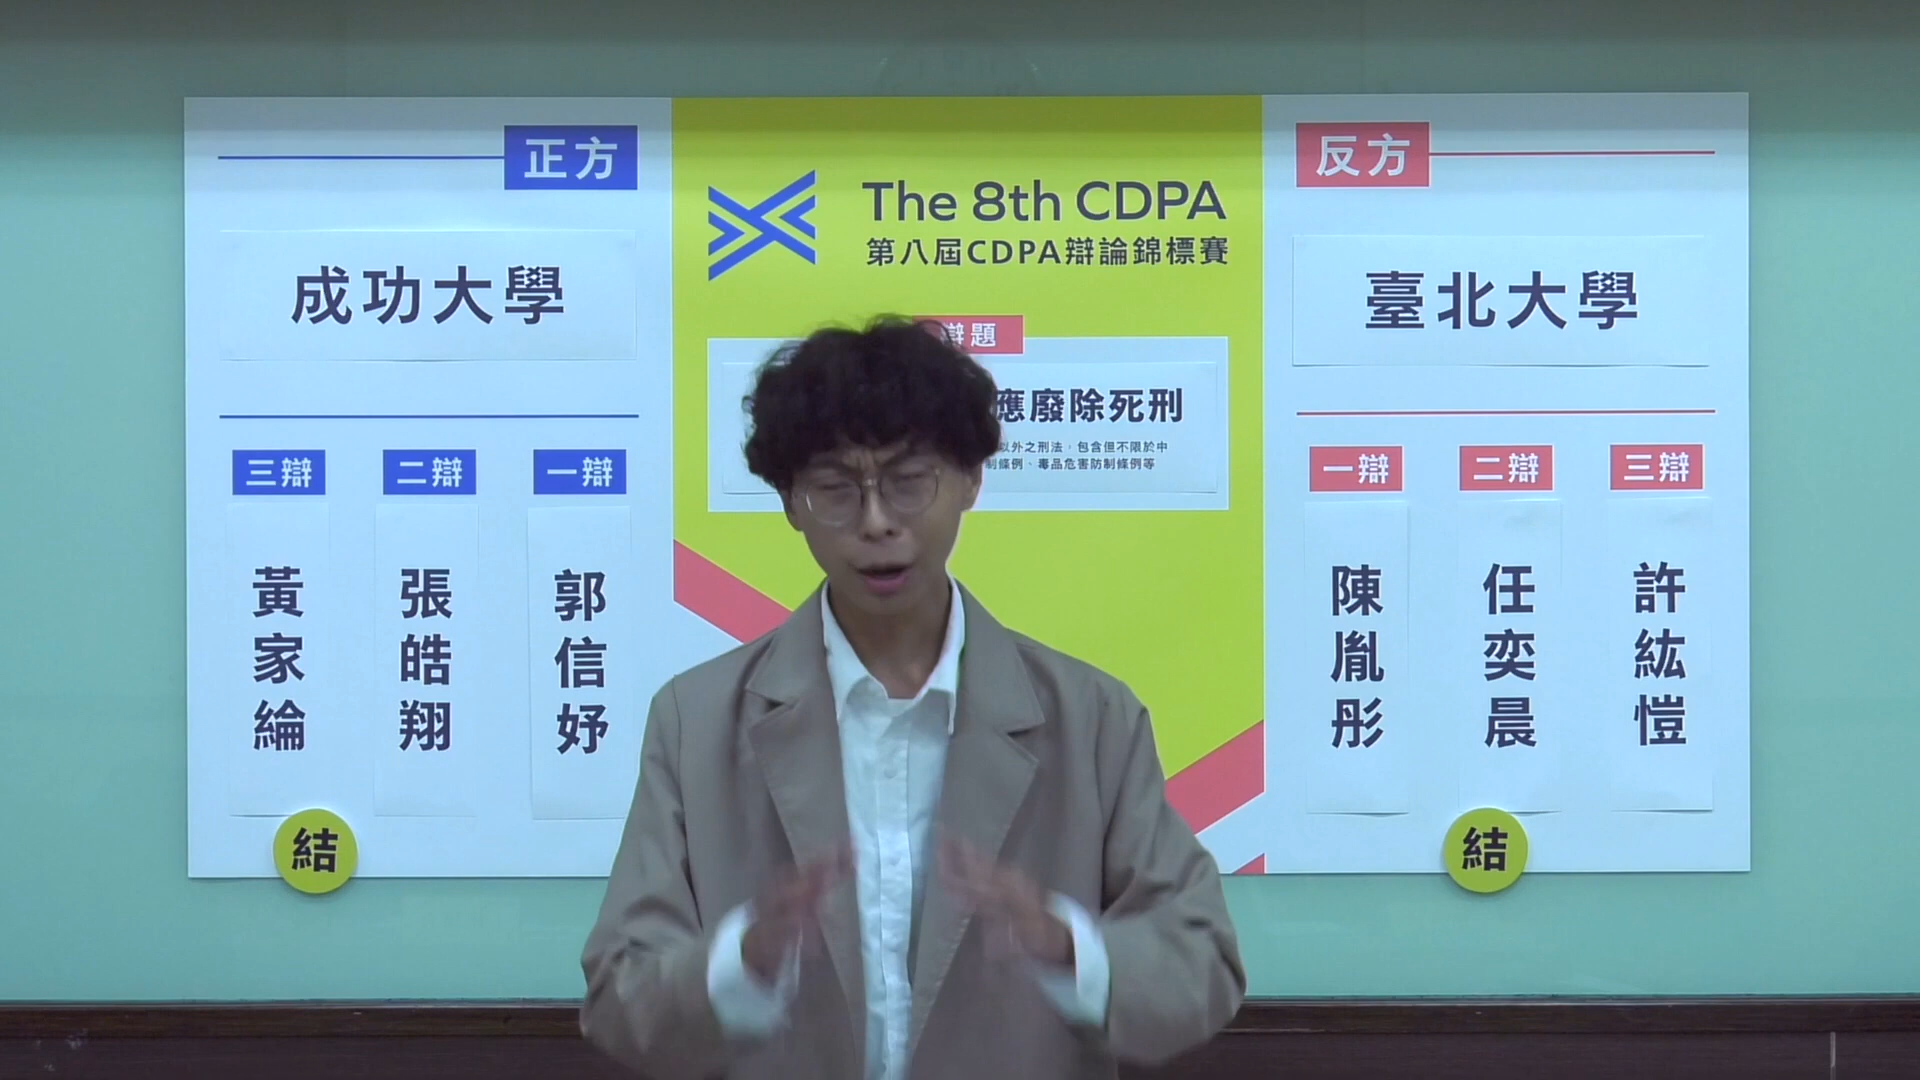 正方
成功大學
三辯
二辯
一辯
黃家綸
張皓翔
郭信妤
結
The 8th CDPA
第八屆CDPA辯論錦標賽
辯題
應廢除死刑
以外之刑法,包含但不限於中
制條例、毒品危害防制條例等
反方
臺北大學
一辯
二辯
三辯
陳胤彤
任奕晨
許紘愷
結